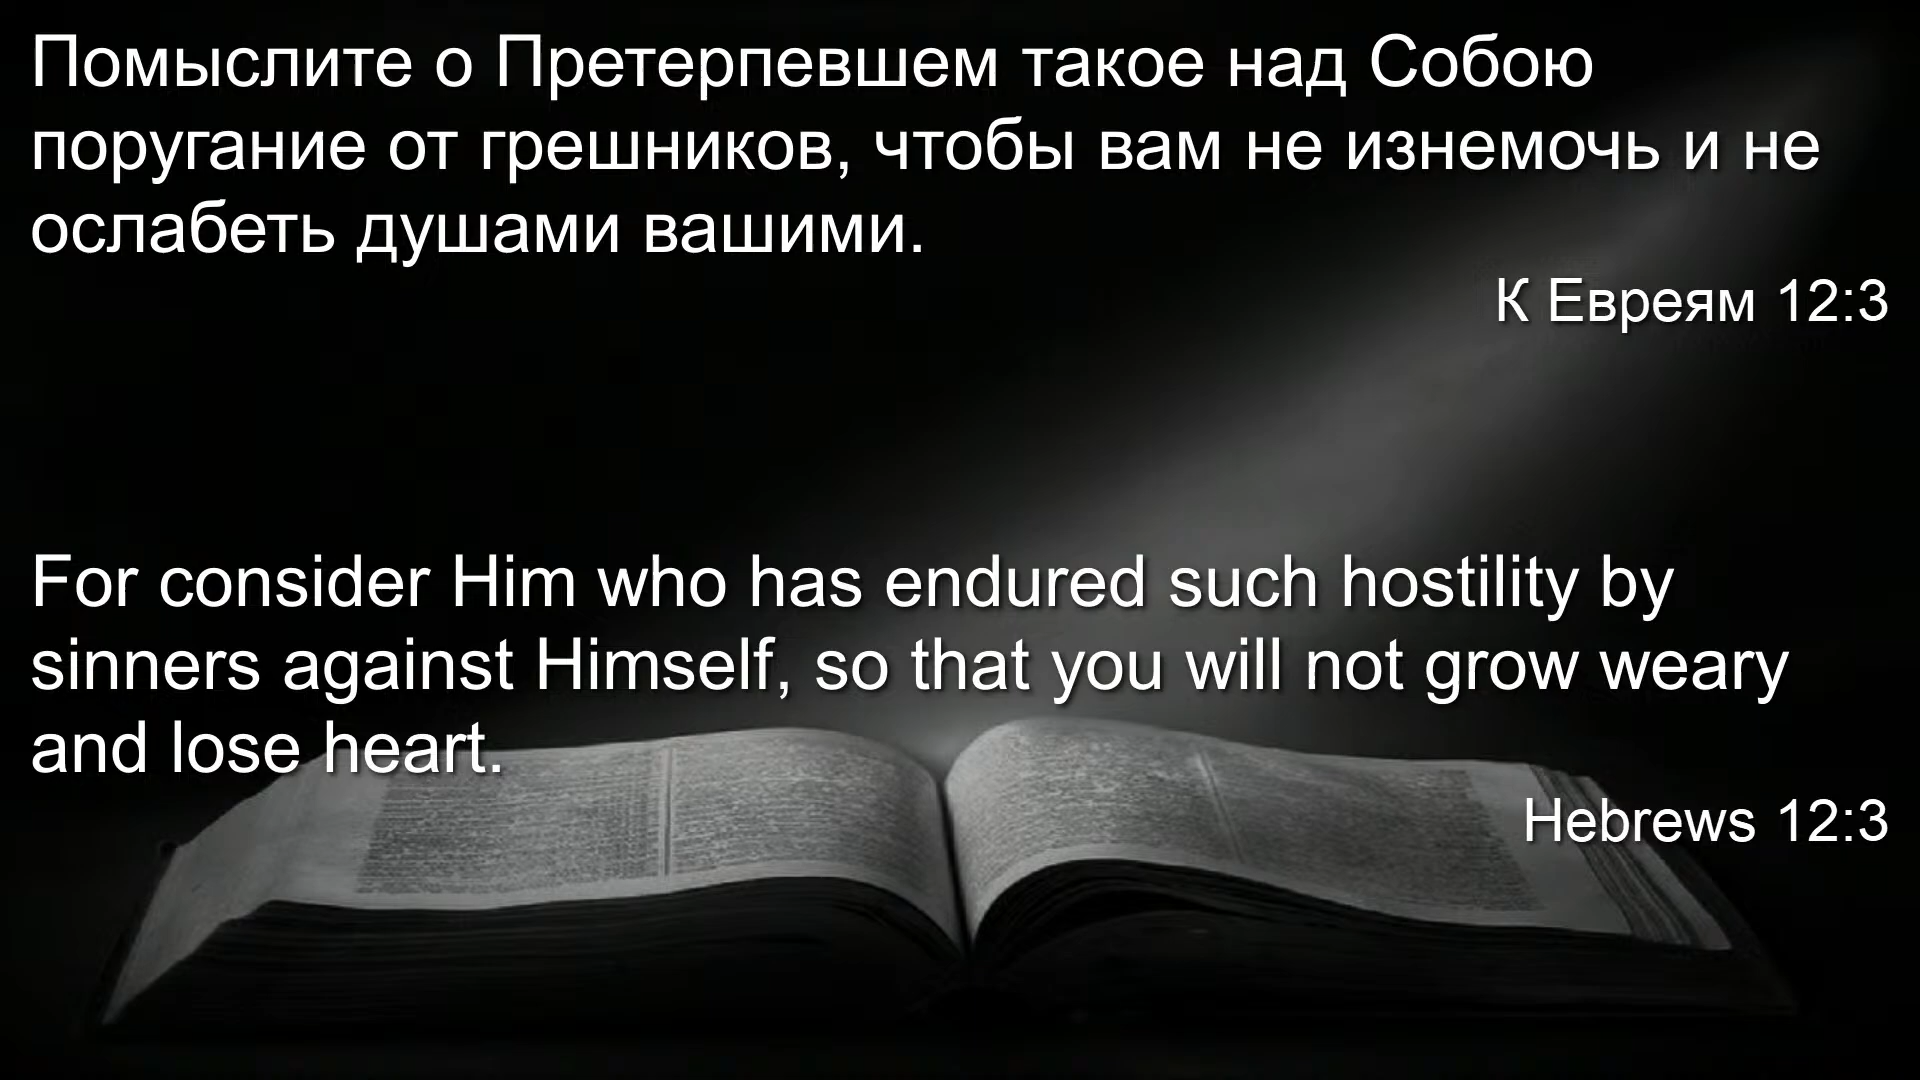 Помыслите о Претерпевшем такое над Собою
поругание от грешников, чтобы вам не изнемочь и не
ослабеть душами вашими.
К Евреям 12:3
For consider Him who has endured such hostility by
sinners against Himself, so that you will not grow weary
and lose heart.
Hebrews 12:3